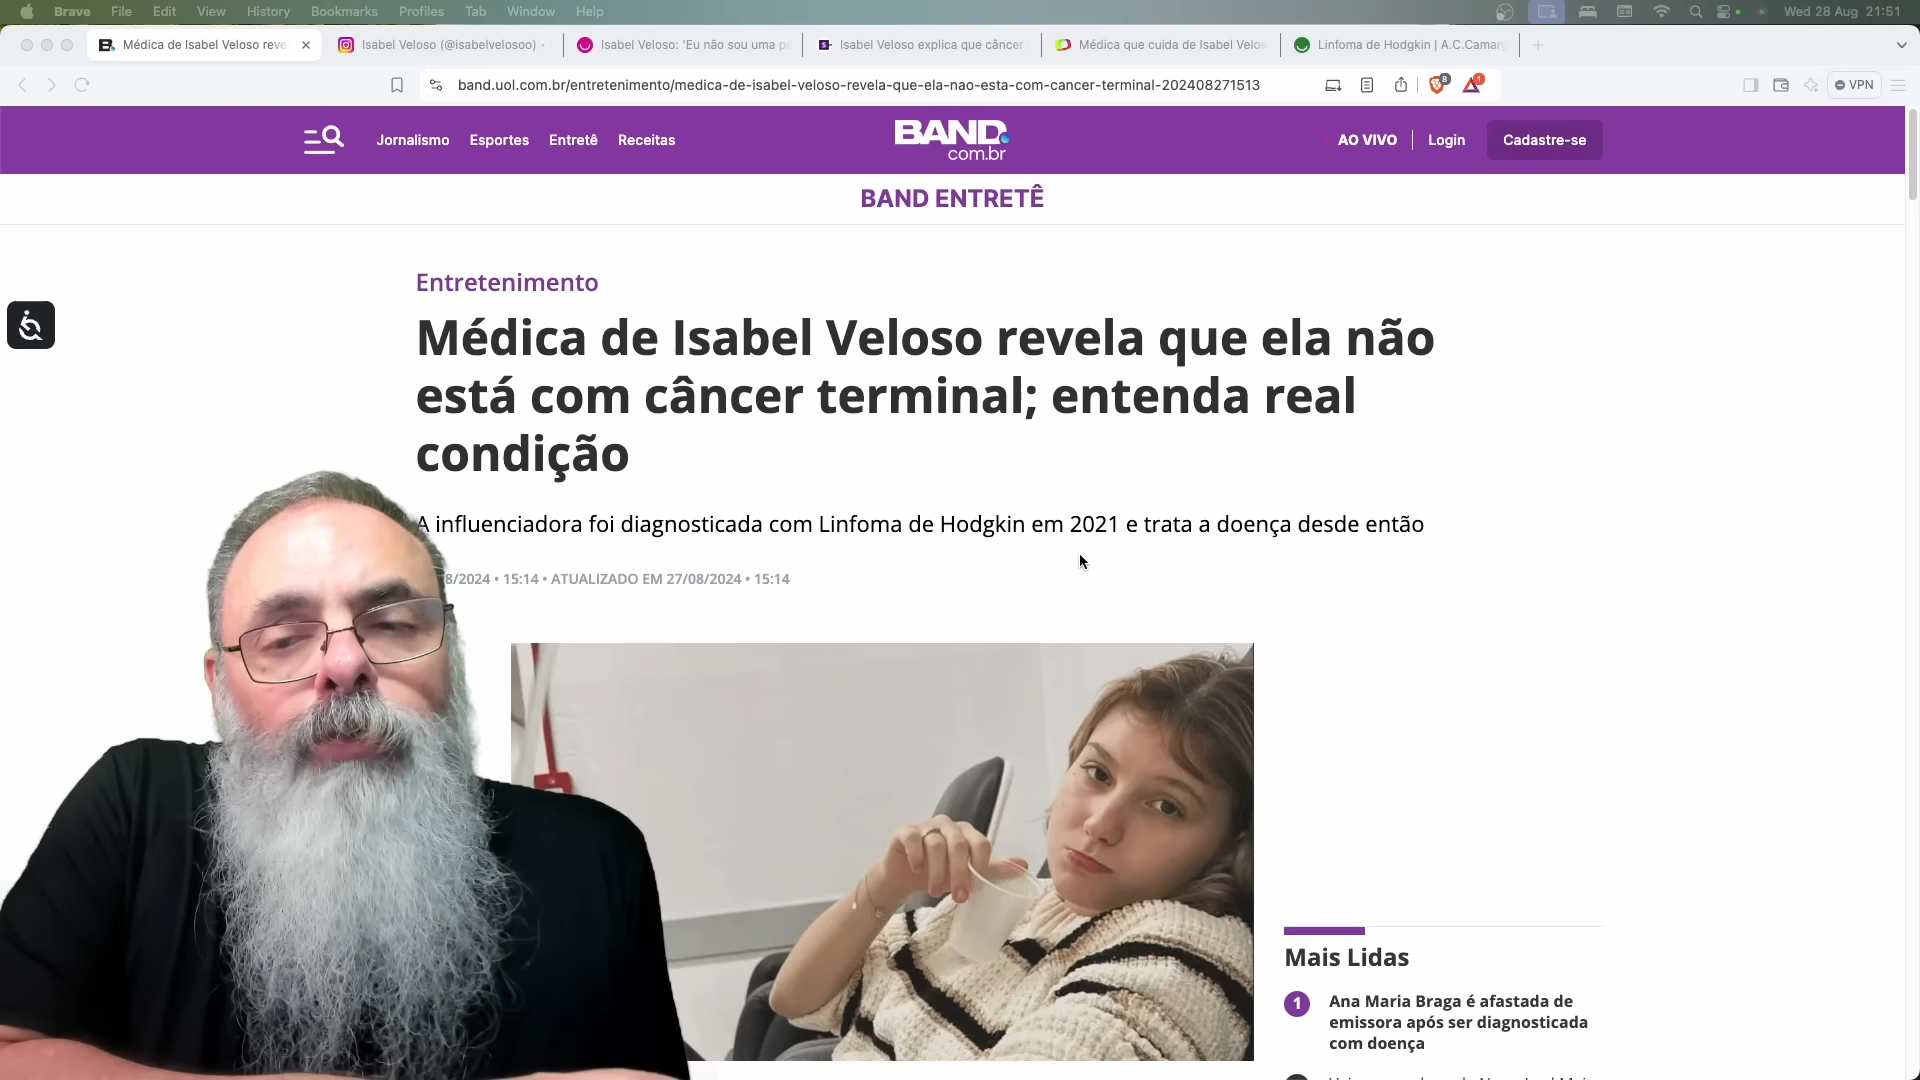 Brave File Edit View History Bookmarks Profiles Tab Window Help
Wed 28 Aug 21:51
Médica de Isabel Veloso reve
Isabel Veloso (@isabelvelosoo) ·
Isabel Veloso: 'Eu não sou uma p
Isabel Veloso explica que câncer
Médica que cuida de Isabel Velos
Linfoma de Hodgkin | A.C.Camarg
band.uol.com.br/entretenimento/medica-de-isabel-veloso-revela-que-ela-nao-esta-com-cancer-terminal-202408271513
8
1
VPN
Jornalismo Esportes Entretê Receitas
BAND
com.br
AO VIVO
Login
Cadastre-se
BAND ENTRETÊ
Entretenimento
Médica de Isabel Veloso revela que ela não
está com câncer terminal; entenda real
condição
A influenciadora foi diagnosticada com Linfoma de Hodgkin em 2021 e trata a doença desde então
8/2024 • 15:14 • ATUALIZADO EM 27/08/2024 • 15:14
Mais Lidas
1
Ana Maria Braga é afastada de
emissora após ser diagnosticada
com doença